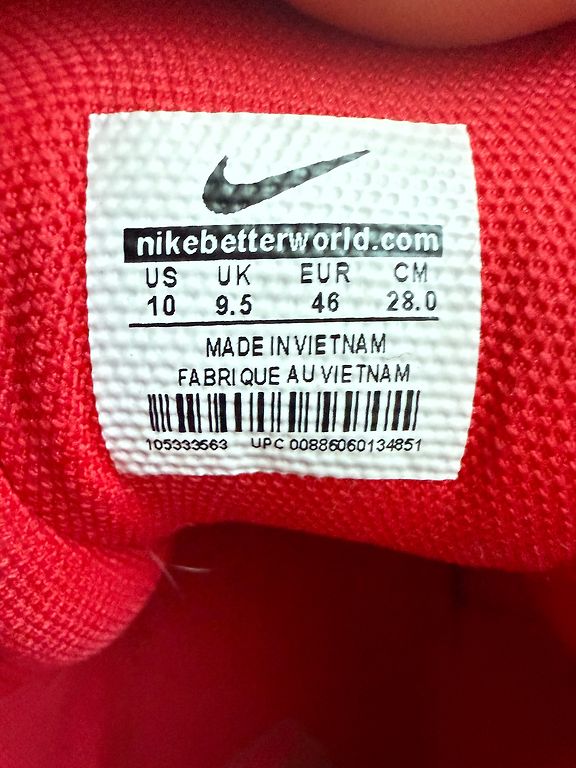 nikebetterworld.com
US UK EUR CM
10 9.5 46 28.0
MADE IN VIETNAM
FABRIQUE AU VIETNAM
105333563 UPC 00886060134851